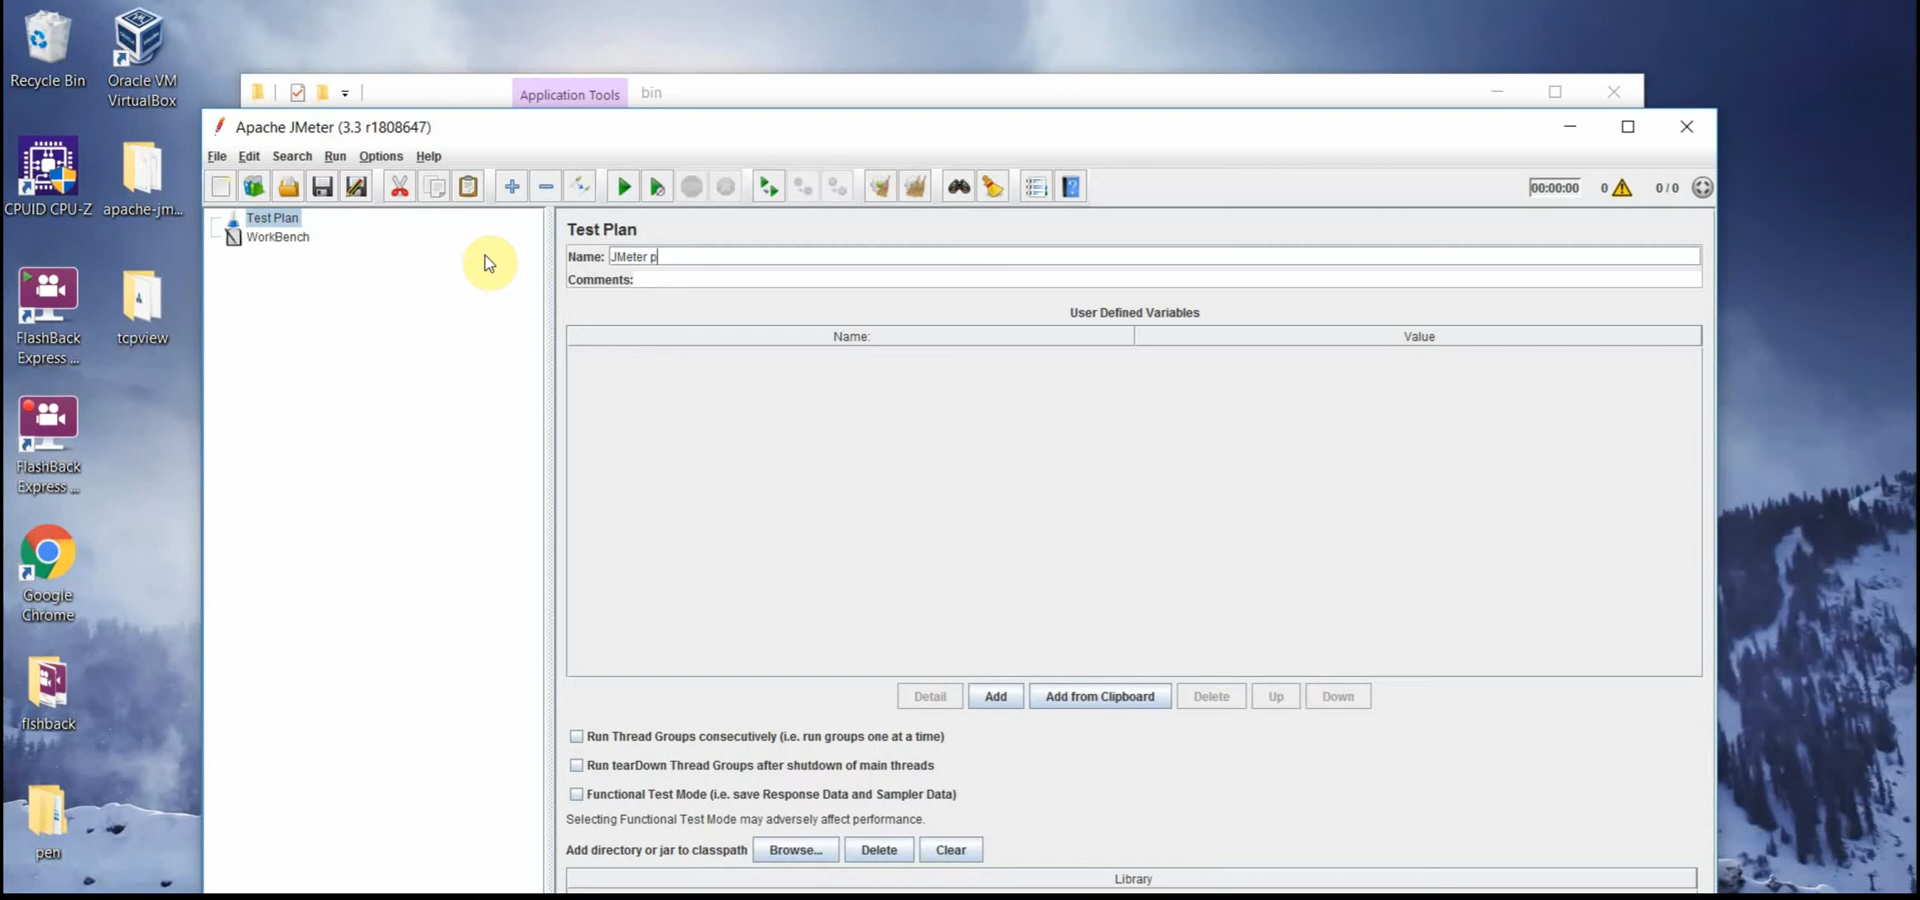 Recycle Bin
Oracle VM
VirtualBox
CPUID CPU-Z
apache-jm...
FlashBack
Express ...
tcpview
FlashBack
Express ...
Google
Chrome
flshback
pen
Application Tools
bin
Apache JMeter (3.3 r1808647)
File Edit Search Run Options Help
00:00:00 0 0 / 0
Test Plan
WorkBench
Test Plan
Name: JMeter p
Comments:
User Defined Variables
Name: Value
Detail Add Add from Clipboard Delete Up Down
Run Thread Groups consecutively (i.e. run groups one at a time)
Run tearDown Thread Groups after shutdown of main threads
Functional Test Mode (i.e. save Response Data and Sampler Data)
Selecting Functional Test Mode may adversely affect performance.
Add directory or jar to classpath Browse... Delete Clear
Library